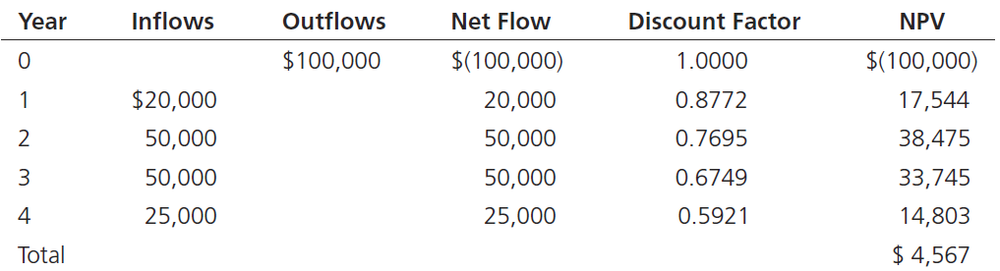 Year Inflows Outflows Net Flow Discount Factor NPV
0 $100,000 $(100,000) 1.0000 $(100,000)
1 $20,000 20,000 0.8772 17,544
2 50,000 50,000 0.7695 38,475
3 50,000 50,000 0.6749 33,745
4 25,000 25,000 0.5921 14,803
Total $ 4,567